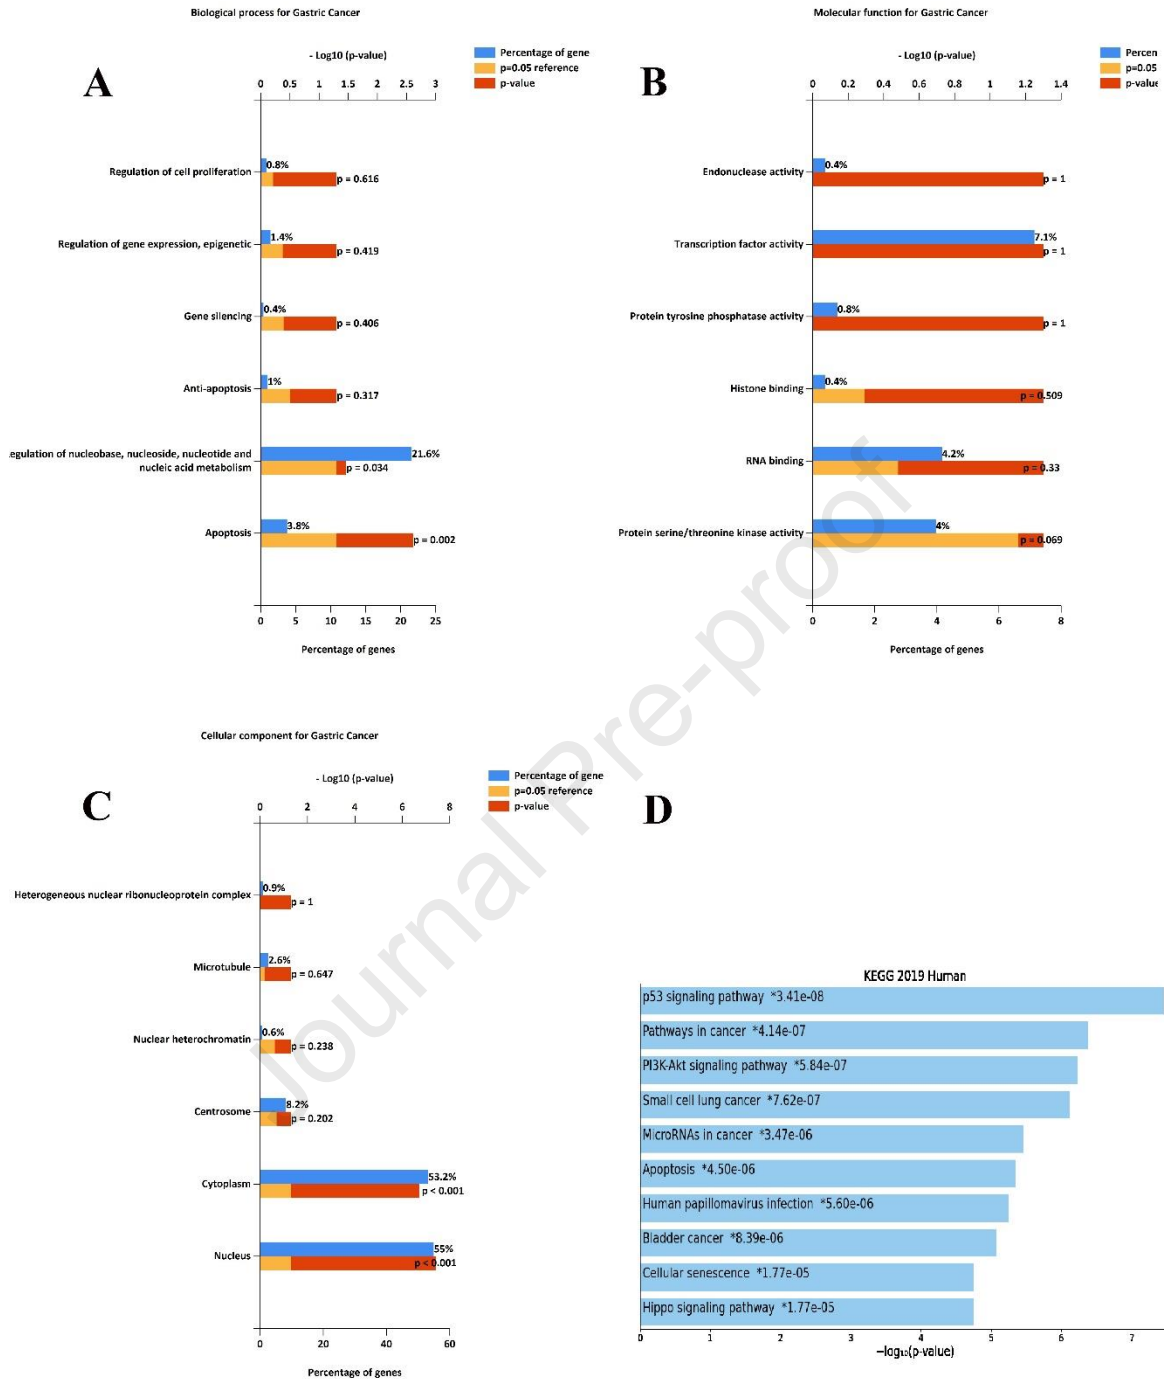 Biological process for Gastric Cancer
A
- Log10 (p-value)
0 0.5 1 1.5 2 2.5 3
Percentage of gene
p=0.05 reference
p-value
Regulation of cell proliferation
0.8%
p = 0.616
Regulation of gene expression, epigenetic
1.4%
p = 0.419
Gene silencing
0.4%
p = 0.406
Anti-apoptosis
1%
p = 0.317
egulation of nucleobase, nucleoside, nucleotide and
nucleic acid metabolism
21.6%
p = 0.034
Apoptosis
3.8%
p = 0.002
0 5 10 15 20 25
Percentage of genes
Molecular function for Gastric Cancer
B
- Log10 (p-value)
0 0.2 0.4 0.6 0.8 1 1.2 1.4
Percen
p=0.05
p-value
Endonuclease activity
0.4%
p = 1
Transcription factor activity
7.1%
p = 1
Protein tyrosine phosphatase activity
0.8%
p = 1
Histone binding
0.4%
p = 0.509
RNA binding
4.2%
p = 0.33
Protein serine/threonine kinase activity
4%
p = 0.069
0 2 4 6 8
Percentage of genes
Cellular component for Gastric Cancer
C
- Log10 (p-value)
0 2 4 6 8
Percentage of gene
p=0.05 reference
p-value
Heterogeneous nuclear ribonucleoprotein complex
0.9%
p = 1
Microtubule
2.6%
p = 0.647
Nuclear heterochromatin
0.6%
p = 0.238
Centrosome
8.2%
p = 0.202
Cytoplasm
53.2%
p < 0.001
Nucleus
55%
p < 0.001
0 20 40 60
Percentage of genes
D
KEGG 2019 Human
p53 signaling pathway *3.41e-08
Pathways in cancer *4.14e-07
PI3K-Akt signaling pathway *5.84e-07
Small cell lung cancer *7.62e-07
MicroRNAs in cancer *3.47e-06
Apoptosis *4.50e-06
Human papillomavirus infection *5.60e-06
Bladder cancer *8.39e-06
Cellular senescence *1.77e-05
Hippo signaling pathway *1.77e-05
0 1 2 3 4 5 6 7
−log₁₀(p-value)
Journal Pre-proof